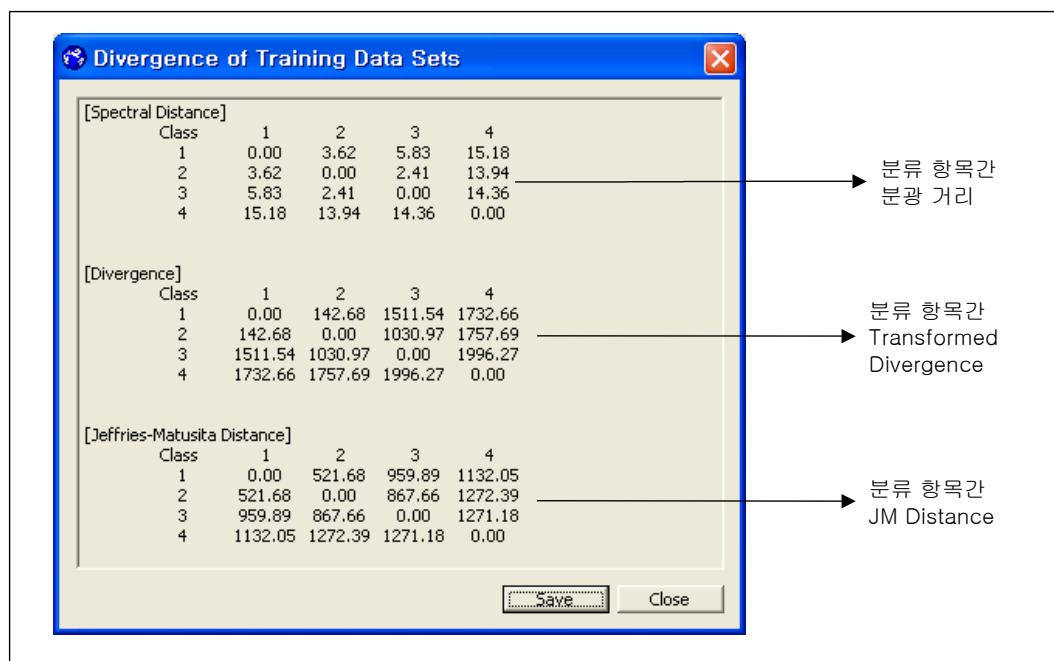 Divergence of Training Data Sets
[Spectral Distance]
Class 1 2 3 4
1 0.00 3.62 5.83 15.18
2 3.62 0.00 2.41 13.94
3 5.83 2.41 0.00 14.36
4 15.18 13.94 14.36 0.00
분류 항목간
분광 거리
[Divergence]
Class 1 2 3 4
1 0.00 142.68 1511.54 1732.66
2 142.68 0.00 1030.97 1757.69
3 1511.54 1030.97 0.00 1996.27
4 1732.66 1757.69 1996.27 0.00
분류 항목간
Transformed
Divergence
[Jeffries-Matusita Distance]
Class 1 2 3 4
1 0.00 521.68 959.89 1132.05
2 521.68 0.00 867.66 1272.39
3 959.89 867.66 0.00 1271.18
4 1132.05 1272.39 1271.18 0.00
분류 항목간
JM Distance
Save Close